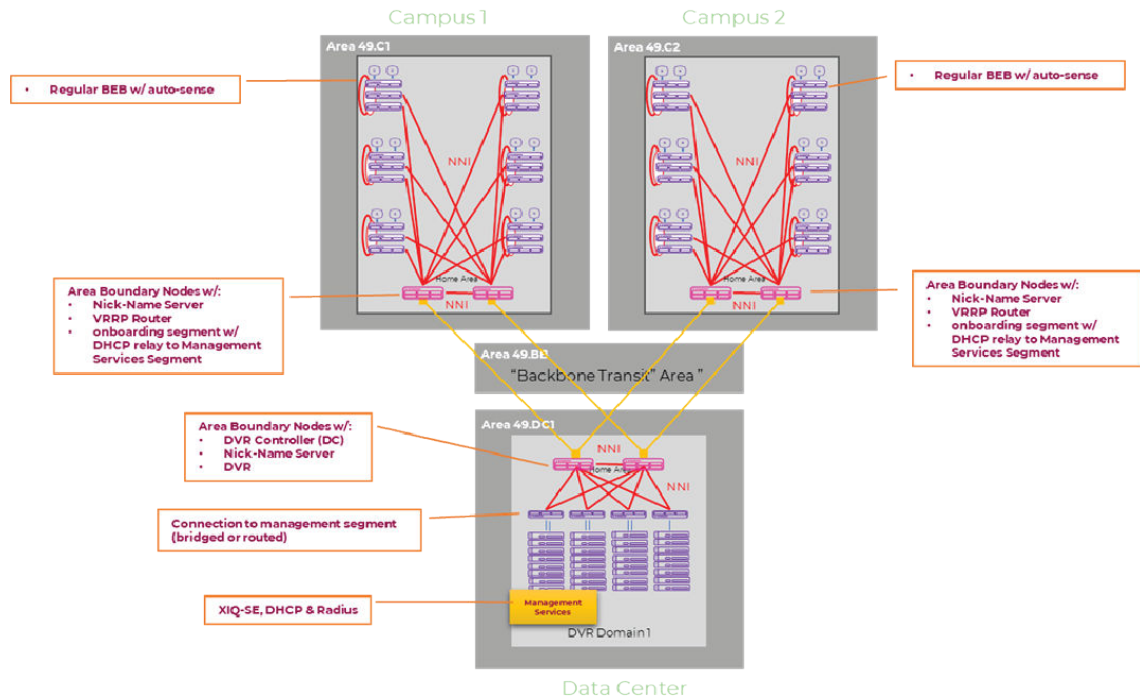 Campus 1
Campus 2
Area 49.C1
Area 49.C2
• Regular BEB w/ auto-sense
• Regular BEB w/ auto-sense
NNI
NNI
Home Area
Home Area
NNI
NNI
Area Boundary Nodes w/:
• Nick-Name Server
• VRRP Router
• onboarding segment w/
DHCP relay to Management
Services Segment
Area Boundary Nodes w/:
• Nick-Name Server
• VRRP Router
• onboarding segment w/
DHCP relay to Management
Services Segment
Area 49.BB
"Backbone Transit" Area "
Area 49.DC1
Area Boundary Nodes w/:
• DVR Controller (DC)
• Nick-Name Server
• DVR
NNI
Home Area
NNI
Connection to management segment
(bridged or routed)
XIQ-SE, DHCP & Radius
Management
Services
DVR Domain 1
Data Center